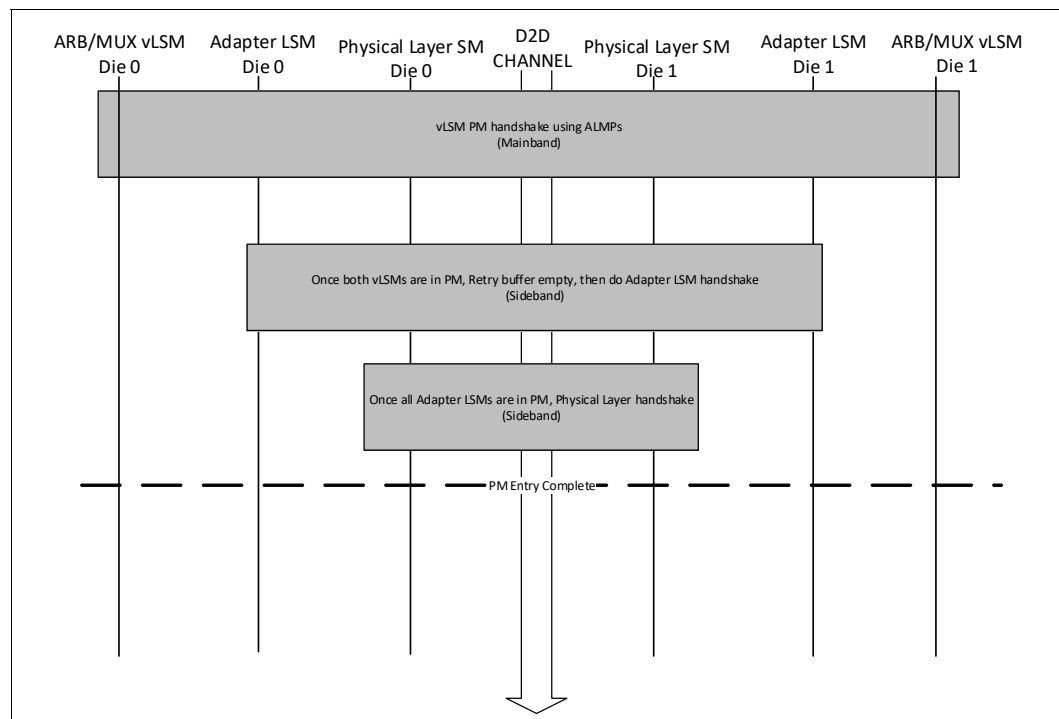 ARB/MUX vLSM
Die 0
Adapter LSM
Die 0
Physical Layer SM
Die 0
D2D
CHANNEL
Physical Layer SM
Die 1
Adapter LSM
Die 1
ARB/MUX vLSM
Die 1
vLSM PM handshake using ALMPs
(Mainband)
Once both vLSMs are in PM, Retry buffer empty, then do Adapter LSM handshake
(Sideband)
Once all Adapter LSMs are in PM, Physical Layer handshake
(Sideband)
PM Entry Complete